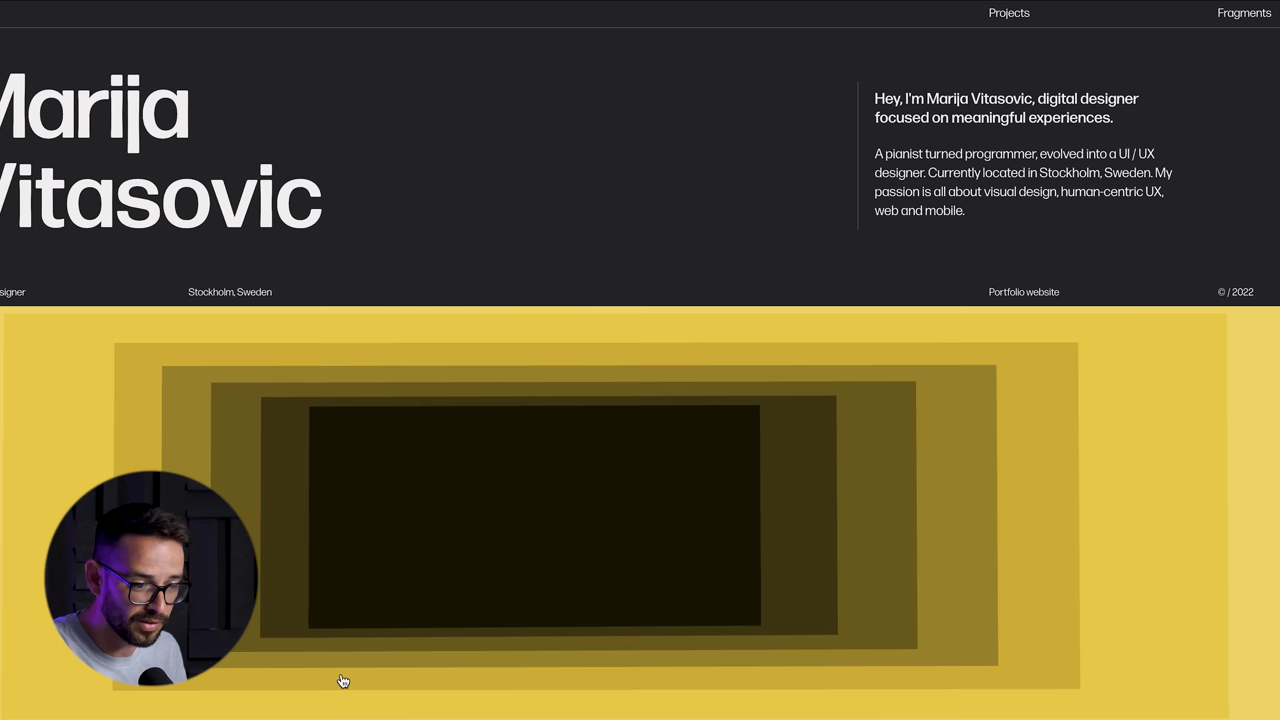 Projects Fragments
Marija
Vitasovic
Hey, I'm Marija Vitasovic, digital designer
focused on meaningful experiences.
A pianist turned programmer, evolved into a UI / UX
designer. Currently located in Stockholm, Sweden. My
passion is all about visual design, human-centric UX,
web and mobile.
signer Stockholm, Sweden Portfolio website © / 2022